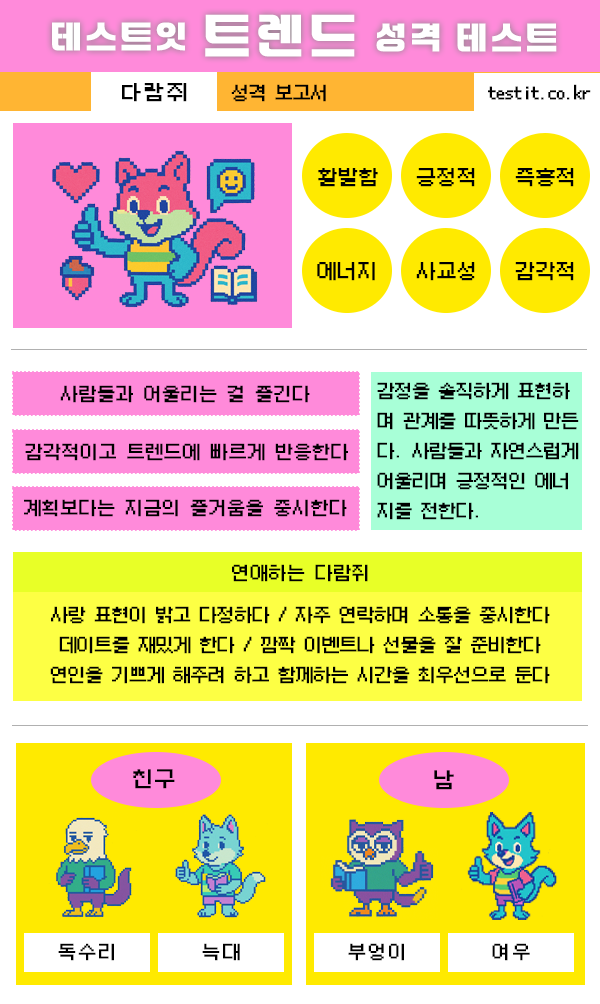 테스트잇 트렌드 성격 테스트
다람쥐 성격 보고서 testit.co.kr
활발함 긍정적 즉흥적
에너지 사교성 감각적
사람들과 어울리는 걸 즐긴다
감각적이고 트렌드에 빠르게 반응한다
계획보다는 지금의 즐거움을 중시한다
감정을 솔직하게 표현하
며 관계를 따뜻하게 만든
다. 사람들과 자연스럽게
어울리며 긍정적인 에너
지를 전한다.
연애하는 다람쥐
사랑 표현이 밝고 다정하다 / 자주 연락하며 소통을 중시한다
데이트를 재밌게 한다 / 깜짝 이벤트나 선물을 잘 준비한다
연인을 기쁘게 해주려 하고 함께하는 시간을 최우선으로 둔다
친구
독수리 늑대
남
부엉이 여우